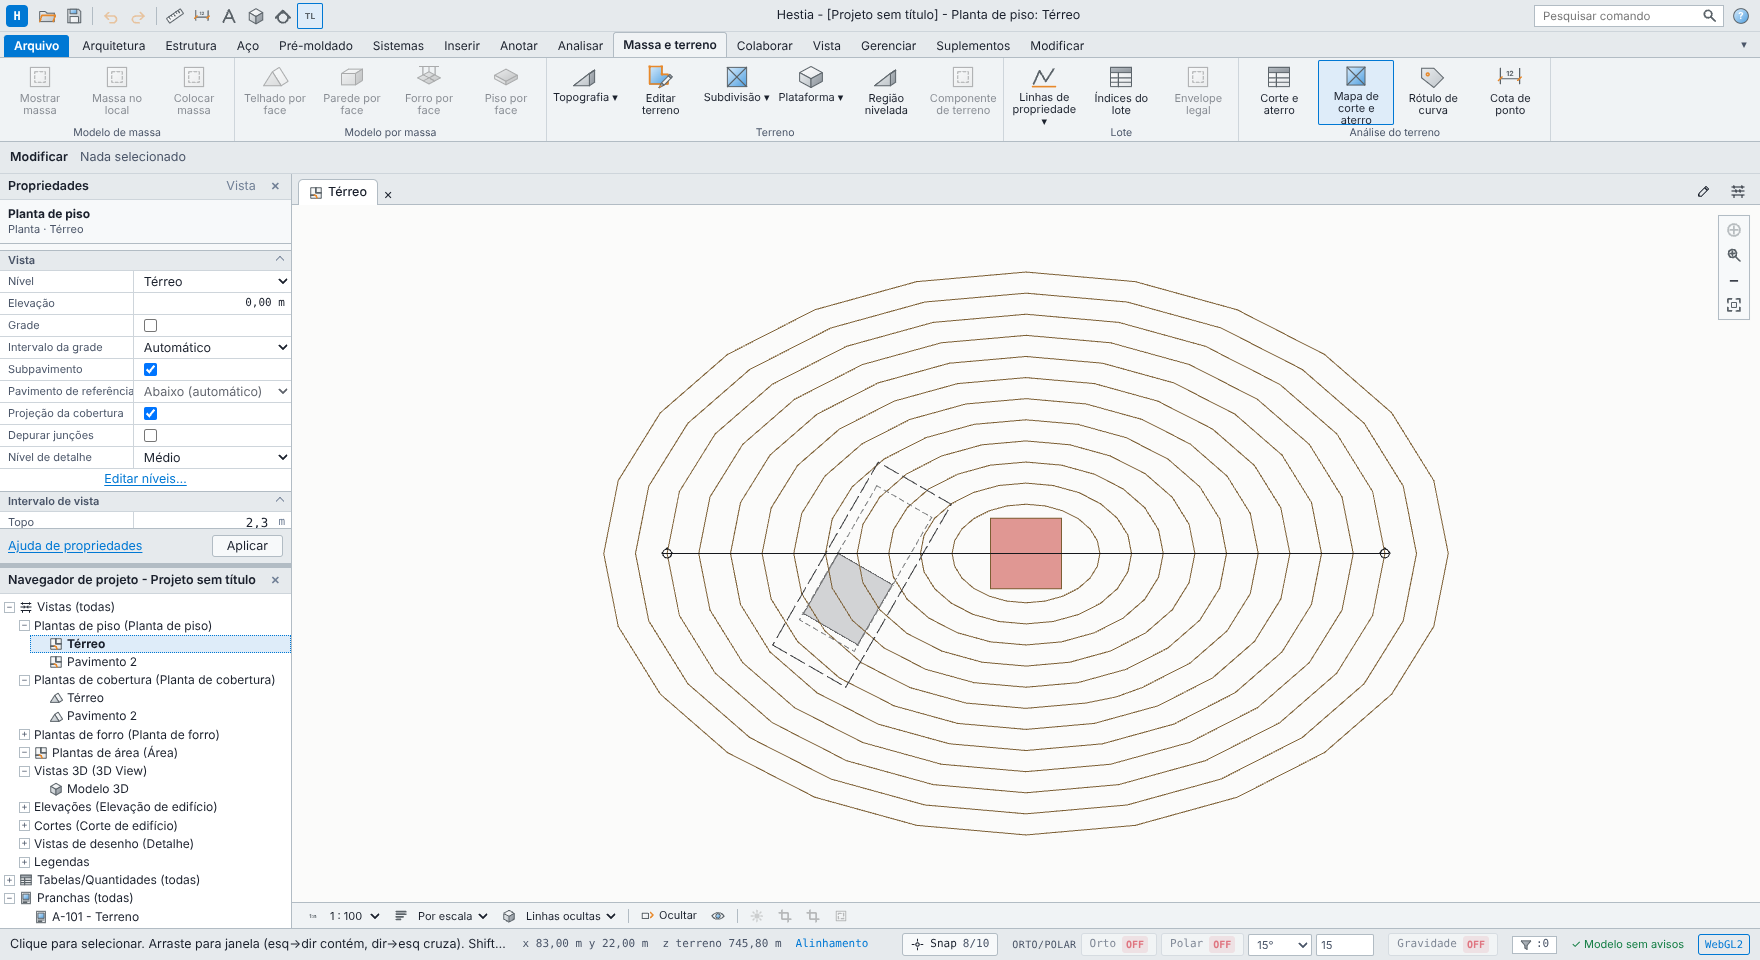 H
TL
Hestia - [Projeto sem título] - Planta de piso: Térreo
Pesquisar comando
?
Arquivo Arquitetura Estrutura Aço Pré-moldado Sistemas Inserir Anotar Analisar Massa e terreno Colaborar Vista Gerenciar Suplementos Modificar
Mostrar massa
Massa no local
Colocar massa
Modelo de massa
Telhado por face
Parede por face
Forro por face
Piso por face
Modelo por massa
Topografia ▾
Editar terreno
Subdivisão ▾
Plataforma ▾
Região nivelada
Componente de terreno
Terreno
Linhas de propriedade ▾
Índices do lote
Envelope legal
Lote
Corte e aterro
Mapa de corte e aterro
Rótulo de curva
Cota de ponto
Análise do terreno
Modificar Nada selecionado
Propriedades Vista ×
Planta de piso
Planta · Térreo
Vista
Nível Térreo
Elevação 0,00 m
Grade
Intervalo da grade Automático
Subpavimento
Pavimento de referência Abaixo (automático)
Projeção da cobertura
Depurar junções
Nível de detalhe Médio
Editar níveis...
Intervalo de vista
Topo 2,3 m
Ajuda de propriedades Aplicar
Navegador de projeto - Projeto sem título ×
Vistas (todas)
Plantas de piso (Planta de piso)
Térreo
Pavimento 2
Plantas de cobertura (Planta de cobertura)
Térreo
Pavimento 2
Plantas de forro (Planta de forro)
Plantas de área (Área)
Vistas 3D (3D View)
Modelo 3D
Elevações (Elevação de edifício)
Cortes (Corte de edifício)
Vistas de desenho (Detalhe)
Legendas
Tabelas/Quantidades (todas)
Pranchas (todas)
A-101 - Terreno
Térreo ×
1 : 100 Por escala Linhas ocultas Ocultar
Clique para selecionar. Arraste para janela (esq→dir contém, dir→esq cruza). Shift... x 83,00 m y 22,00 m z terreno 745,80 m Alinhamento Snap 8/10 ORTO/POLAR Orto OFF Polar OFF 15° 15 Gravidade OFF :0 ✓ Modelo sem avisos WebGL2